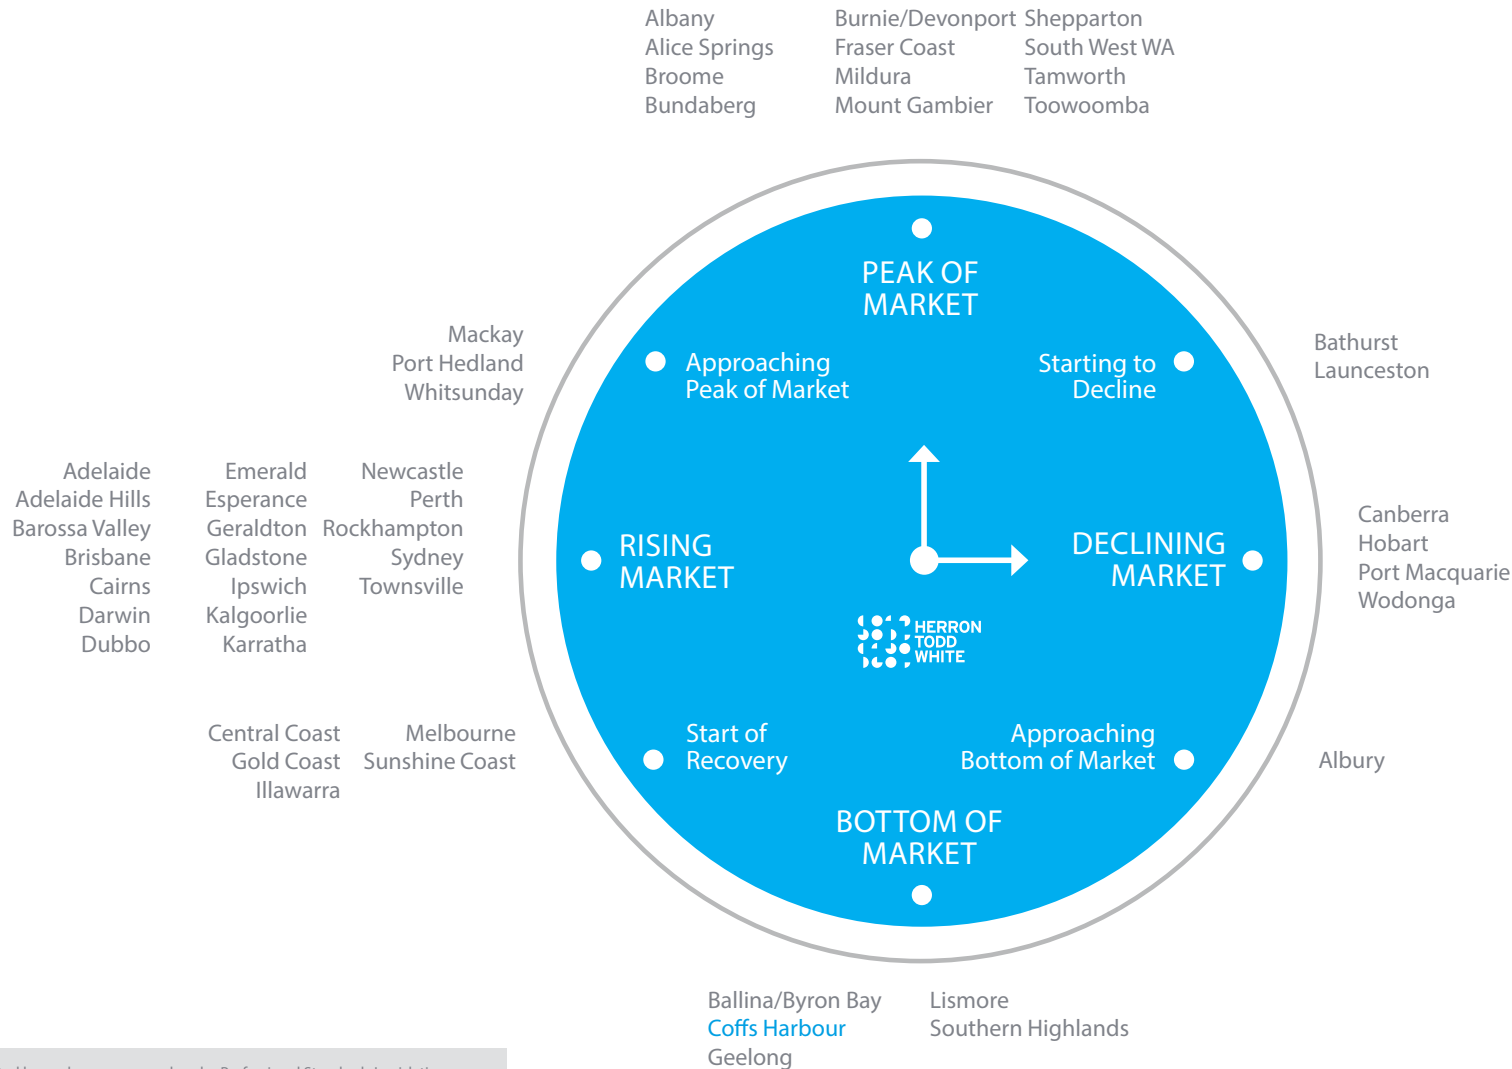 Albany
Alice Springs
Broome
Bundaberg
Burnie/Devonport
Fraser Coast
Mildura
Mount Gambier
Shepparton
South West WA
Tamworth
Toowoomba
PEAK OF
MARKET
Mackay
Port Hedland
Whitsunday
Approaching
Peak of Market
Starting to
Decline
Bathurst
Launceston
Adelaide
Adelaide Hills
Barossa Valley
Brisbane
Cairns
Darwin
Dubbo
Emerald
Esperance
Geraldton
Gladstone
Ipswich
Kalgoorlie
Karratha
Newcastle
Perth
Rockhampton
Sydney
Townsville
RISING
MARKET
DECLINING
MARKET
Canberra
Hobart
Port Macquarie
Wodonga
HERRON
TODD
WHITE
Central Coast
Gold Coast
Illawarra
Melbourne
Sunshine Coast
Start of
Recovery
Approaching
Bottom of Market
Albury
BOTTOM OF
MARKET
Ballina/Byron Bay
Coffs Harbour
Geelong
Lismore
Southern Highlands